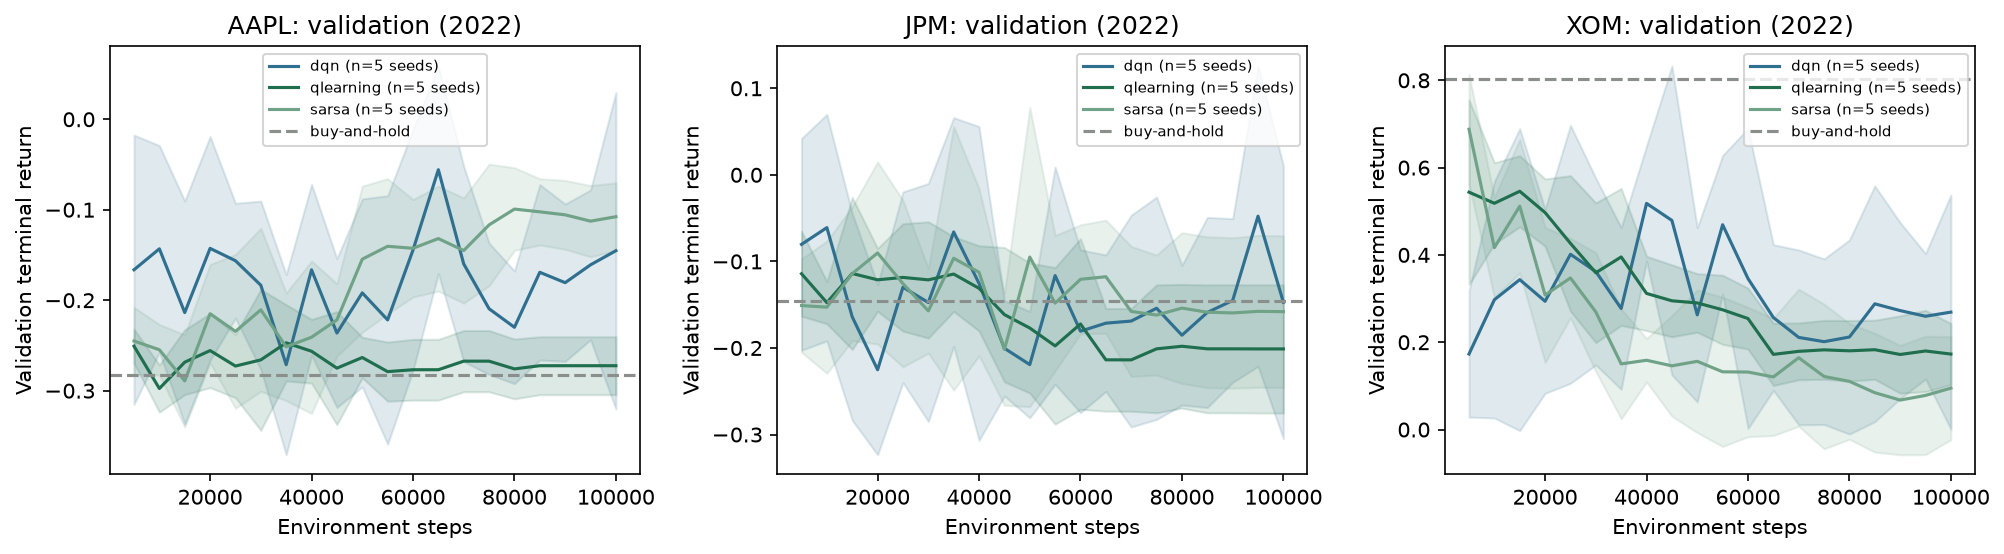 AAPL: validation (2022)
dqn (n=5 seeds)
qlearning (n=5 seeds)
sarsa (n=5 seeds)
buy-and-hold
Validation terminal return
0.0
−0.1
−0.2
−0.3
20000 40000 60000 80000 100000
Environment steps
JPM: validation (2022)
dqn (n=5 seeds)
qlearning (n=5 seeds)
sarsa (n=5 seeds)
buy-and-hold
Validation terminal return
0.1
0.0
−0.1
−0.2
−0.3
20000 40000 60000 80000 100000
Environment steps
XOM: validation (2022)
dqn (n=5 seeds)
qlearning (n=5 seeds)
sarsa (n=5 seeds)
buy-and-hold
Validation terminal return
0.8
0.6
0.4
0.2
0.0
20000 40000 60000 80000 100000
Environment steps